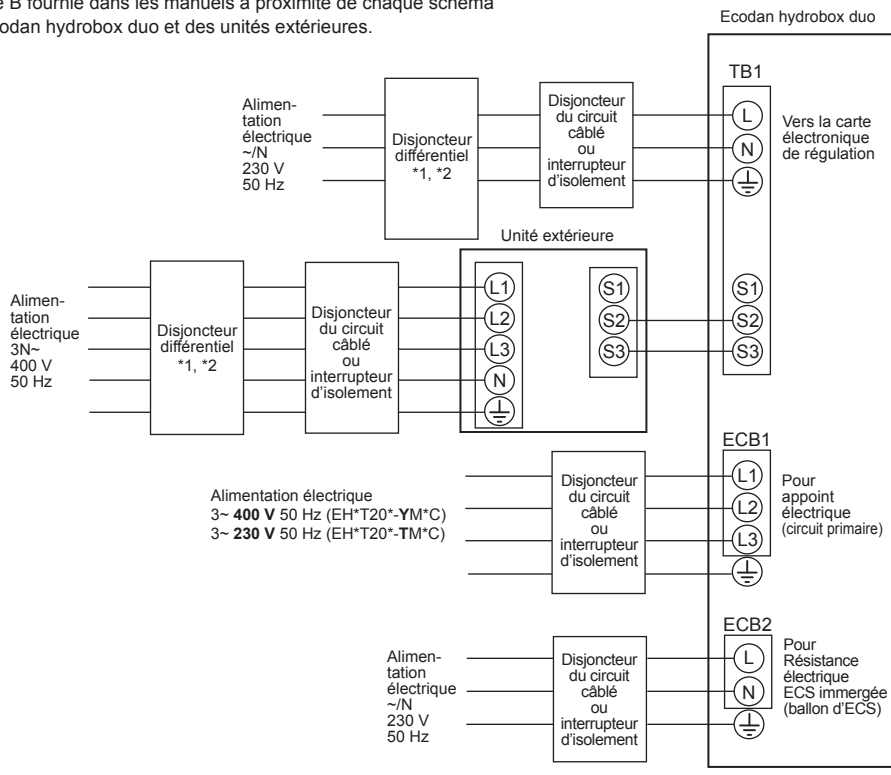 e B fournie dans les manuels à proximité de chaque schéma
odan hydrobox duo et des unités extérieures.
Ecodan hydrobox duo
TB1
Alimen-
tation
électrique
~/N
230 V
50 Hz
Disjoncteur
différentiel
*1, *2
Disjoncteur
du circuit
câblé
ou
interrupteur
d'isolement
L
N
Vers la carte
électronique
de régulation
Unité extérieure
Alimen-
tation
électrique
3N~
400 V
50 Hz
Disjoncteur
différentiel
*1, *2
Disjoncteur
du circuit
câblé
ou
interrupteur
d'isolement
L1
L2
L3
N
S1
S2
S3
S1
S2
S3
ECB1
Alimentation électrique
3~ 400 V 50 Hz (EH*T20*-YM*C)
3~ 230 V 50 Hz (EH*T20*-TM*C)
Disjoncteur
du circuit
câblé
ou
interrupteur
d'isolement
L1
L2
L3
Pour
appoint
électrique
(circuit primaire)
ECB2
Alimen-
tation
électrique
~/N
230 V
50 Hz
Disjoncteur
du circuit
câblé
ou
interrupteur
d'isolement
L
N
Pour
Résistance
électrique
ECS immergée
(ballon d'ECS)